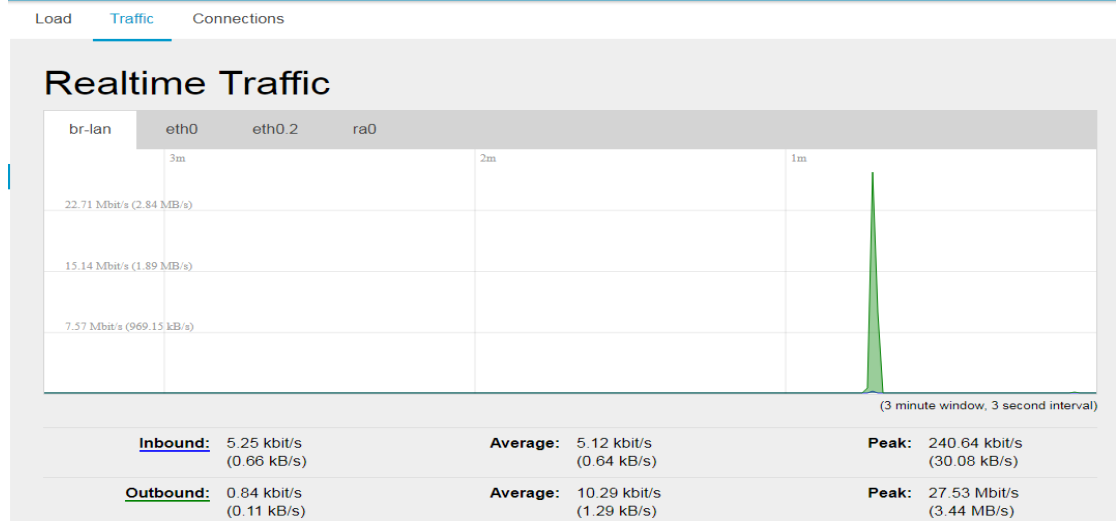 Load Traffic Connections
Realtime Traffic
br-lan eth0 eth0.2 ra0
3m 2m 1m
22.71 Mbit/s (2.84 MB/s)
15.14 Mbit/s (1.89 MB/s)
7.57 Mbit/s (969.15 kB/s)
(3 minute window, 3 second interval)
Inbound: 5.25 kbit/s Average: 5.12 kbit/s Peak: 240.64 kbit/s
(0.66 kB/s) (0.64 kB/s) (30.08 kB/s)
Outbound: 0.84 kbit/s Average: 10.29 kbit/s Peak: 27.53 Mbit/s
(0.11 kB/s) (1.29 kB/s) (3.44 MB/s)